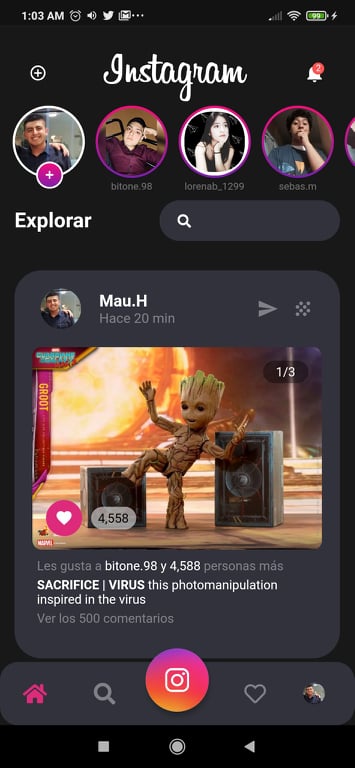 1:03 AM
99
Instagram
2
bitone.98
lorenab_1299
sebas.m
Explorar
Mau.H
Hace 20 min
1/3
GROOT
4,558
MARVEL
Les gusta a bitone.98 y 4,588 personas más
SACRIFICE | VIRUS this photomanipulation
inspired in the virus
Ver los 500 comentarios